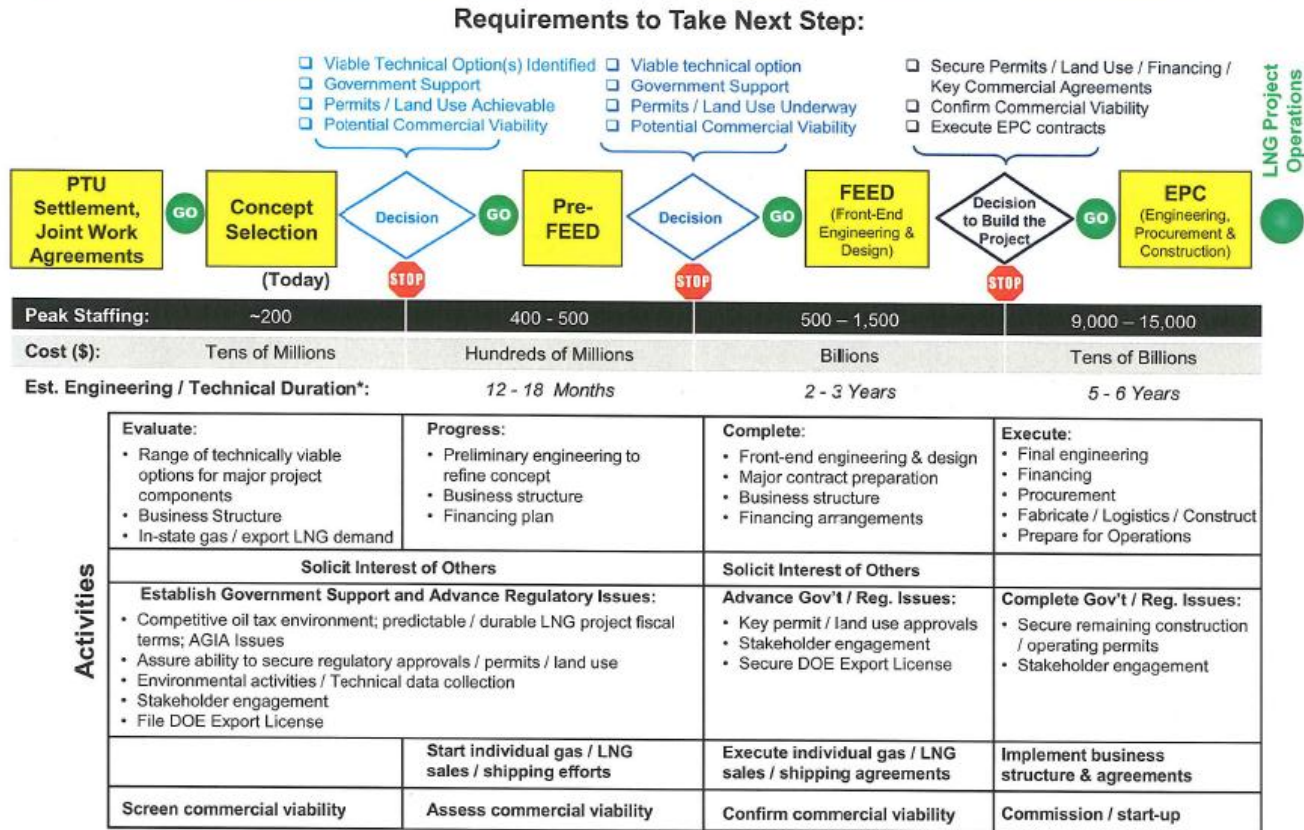 Requirements to Take Next Step:
❑ Viable Technical Option(s) Identified
❑ Government Support
❑ Permits / Land Use Achievable
❑ Potential Commercial Viability
❑ Viable technical option
❑ Government Support
❑ Permits / Land Use Underway
❑ Potential Commercial Viability
❑ Secure Permits / Land Use / Financing /
Key Commercial Agreements
❑ Confirm Commercial Viability
❑ Execute EPC contracts
LNG Project
Operations
PTU
Settlement,
Joint Work
Agreements
GO
Concept
Selection
(Today)
Decision
STOP
GO
Pre-
FEED
Decision
STOP
GO
FEED
(Front-End
Engineering &
Design)
Decision
to Build the
Project
STOP
GO
EPC
(Engineering,
Procurement &
Construction)
Peak Staffing: ~200 400 - 500 500 – 1,500 9,000 – 15,000
Cost ($): Tens of Millions Hundreds of Millions Billions Tens of Billions
Est. Engineering / Technical Duration*: 12 - 18 Months 2 - 3 Years 5 - 6 Years
Activities
Evaluate:
• Range of technically viable
options for major project
components
• Business Structure
• In-state gas / export LNG demand
Progress:
• Preliminary engineering to
refine concept
• Business structure
• Financing plan
Complete:
• Front-end engineering & design
• Major contract preparation
• Business structure
• Financing arrangements
Execute:
• Final engineering
• Financing
• Procurement
• Fabricate / Logistics / Construct
• Prepare for Operations
Solicit Interest of Others
Solicit Interest of Others
Establish Government Support and Advance Regulatory Issues:
• Competitive oil tax environment; predictable / durable LNG project fiscal
terms; AGIA Issues
• Assure ability to secure regulatory approvals / permits / land use
• Environmental activities / Technical data collection
• Stakeholder engagement
• File DOE Export License
Advance Gov't / Reg. Issues:
• Key permit / land use approvals
• Stakeholder engagement
• Secure DOE Export License
Complete Gov't / Reg. Issues:
• Secure remaining construction
/ operating permits
• Stakeholder engagement
Start individual gas / LNG
sales / shipping efforts
Execute individual gas / LNG
sales / shipping agreements
Implement business
structure & agreements
Screen commercial viability
Assess commercial viability
Confirm commercial viability
Commission / start-up